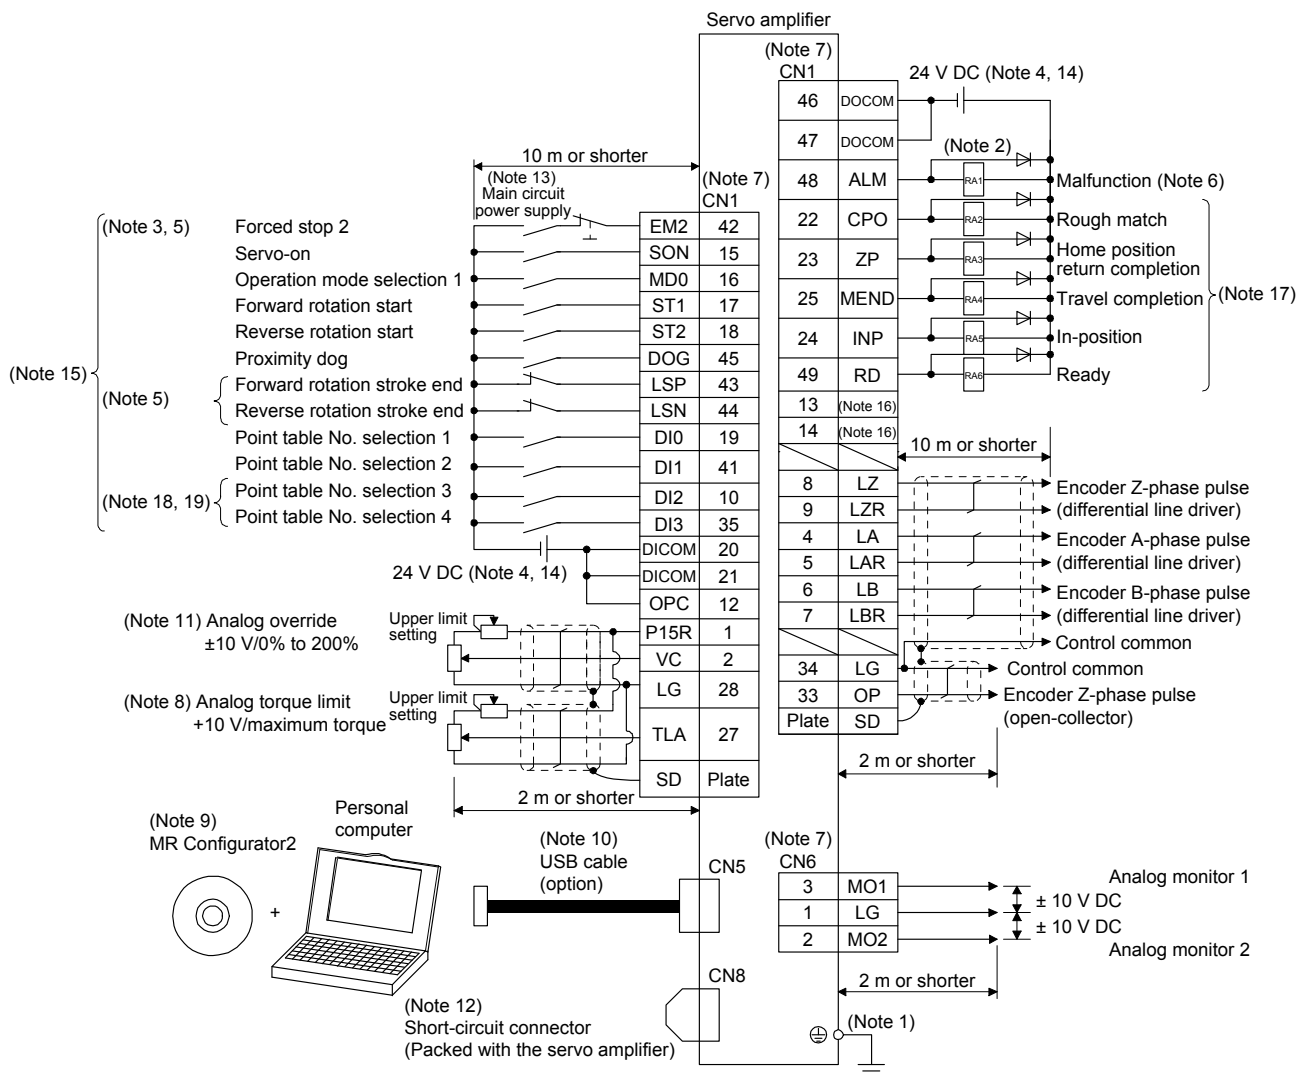 Servo amplifier
(Note 7)
CN1
24 V DC (Note 4, 14)
46 DOCOM
47 DOCOM
(Note 2)
48 ALM RA1 Malfunction (Note 6)
22 CPO RA2 Rough match
23 ZP RA3 Home position
return completion
25 MEND RA4 Travel completion
(Note 17)
24 INP RA5 In-position
49 RD RA6 Ready
13 (Note 16)
14 (Note 16)
10 m or shorter
8 LZ Encoder Z-phase pulse
9 LZR (differential line driver)
4 LA Encoder A-phase pulse
5 LAR (differential line driver)
6 LB Encoder B-phase pulse
7 LBR (differential line driver)
Control common
34 LG Control common
33 OP Encoder Z-phase pulse
(open-collector)
Plate SD
2 m or shorter
10 m or shorter
(Note 13)
Main circuit
power supply
(Note 7)
CN1
(Note 15)
(Note 3, 5) Forced stop 2 EM2 42
Servo-on SON 15
Operation mode selection 1 MD0 16
Forward rotation start ST1 17
Reverse rotation start ST2 18
Proximity dog DOG 45
(Note 5)
Forward rotation stroke end LSP 43
Reverse rotation stroke end LSN 44
Point table No. selection 1 DI0 19
Point table No. selection 2 DI1 41
(Note 18, 19)
Point table No. selection 3 DI2 10
Point table No. selection 4 DI3 35
DICOM 20
24 V DC (Note 4, 14)
DICOM 21
OPC 12
(Note 11) Analog override
±10 V/0% to 200%
Upper limit
setting
P15R 1
VC 2
LG 28
(Note 8) Analog torque limit
+10 V/maximum torque
Upper limit
setting
TLA 27
SD Plate
2 m or shorter
(Note 9)
MR Configurator2
+
Personal
computer
(Note 10)
USB cable
(option)
CN5
(Note 7)
CN6
3 MO1 Analog monitor 1
± 10 V DC
1 LG
± 10 V DC
2 MO2 Analog monitor 2
2 m or shorter
CN8
(Note 12)
Short-circuit connector
(Packed with the servo amplifier)
(Note 1)